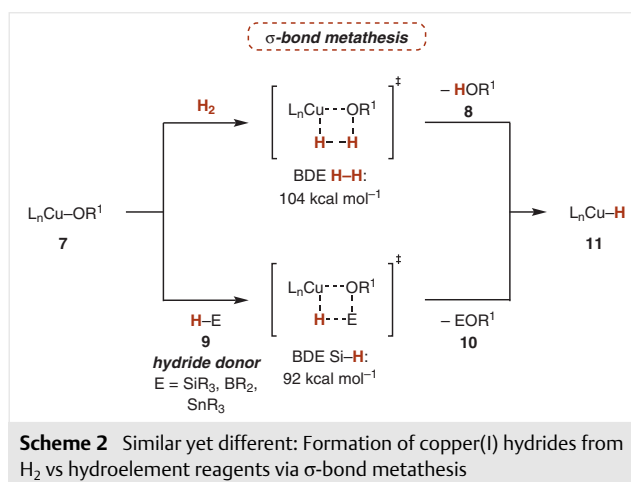 σ-bond metathesis
H₂
LₙCu---OR¹
H--H
‡
– HOR¹
8
BDE H–H:
104 kcal mol⁻¹
LₙCu–OR¹
7
LₙCu–H
11
H–E
9
hydride donor
E = SiR₃, BR₂,
SnR₃
LₙCu---OR¹
H---E
‡
– EOR¹
10
BDE Si–H:
92 kcal mol⁻¹
Scheme 2 Similar yet different: Formation of copper(I) hydrides from
H₂ vs hydroelement reagents via σ-bond metathesis